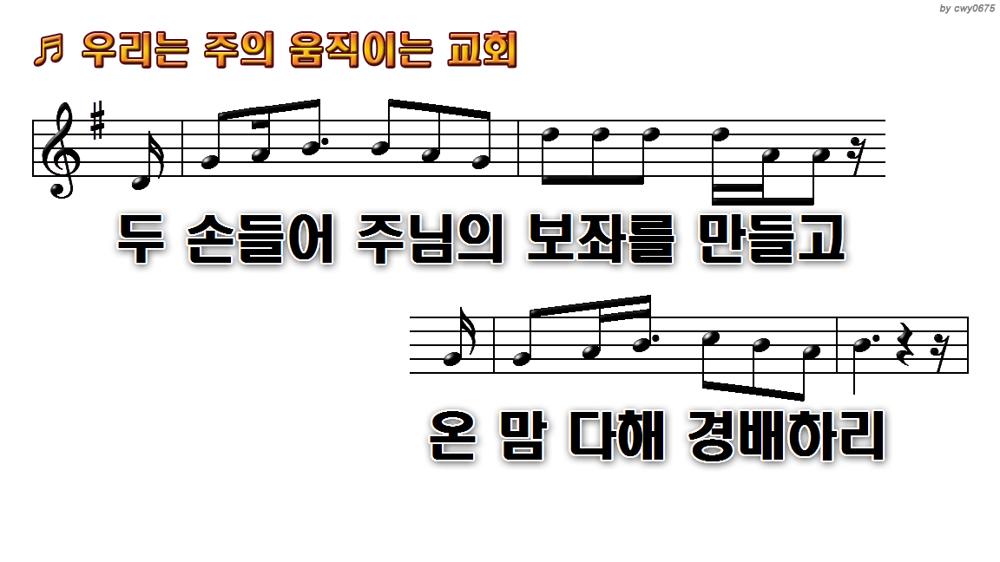 by cwy0675
♬ 우리는 주의 움직이는 교회
두 손들어 주님의 보좌를 만들고
온 맘 다해 경배하리